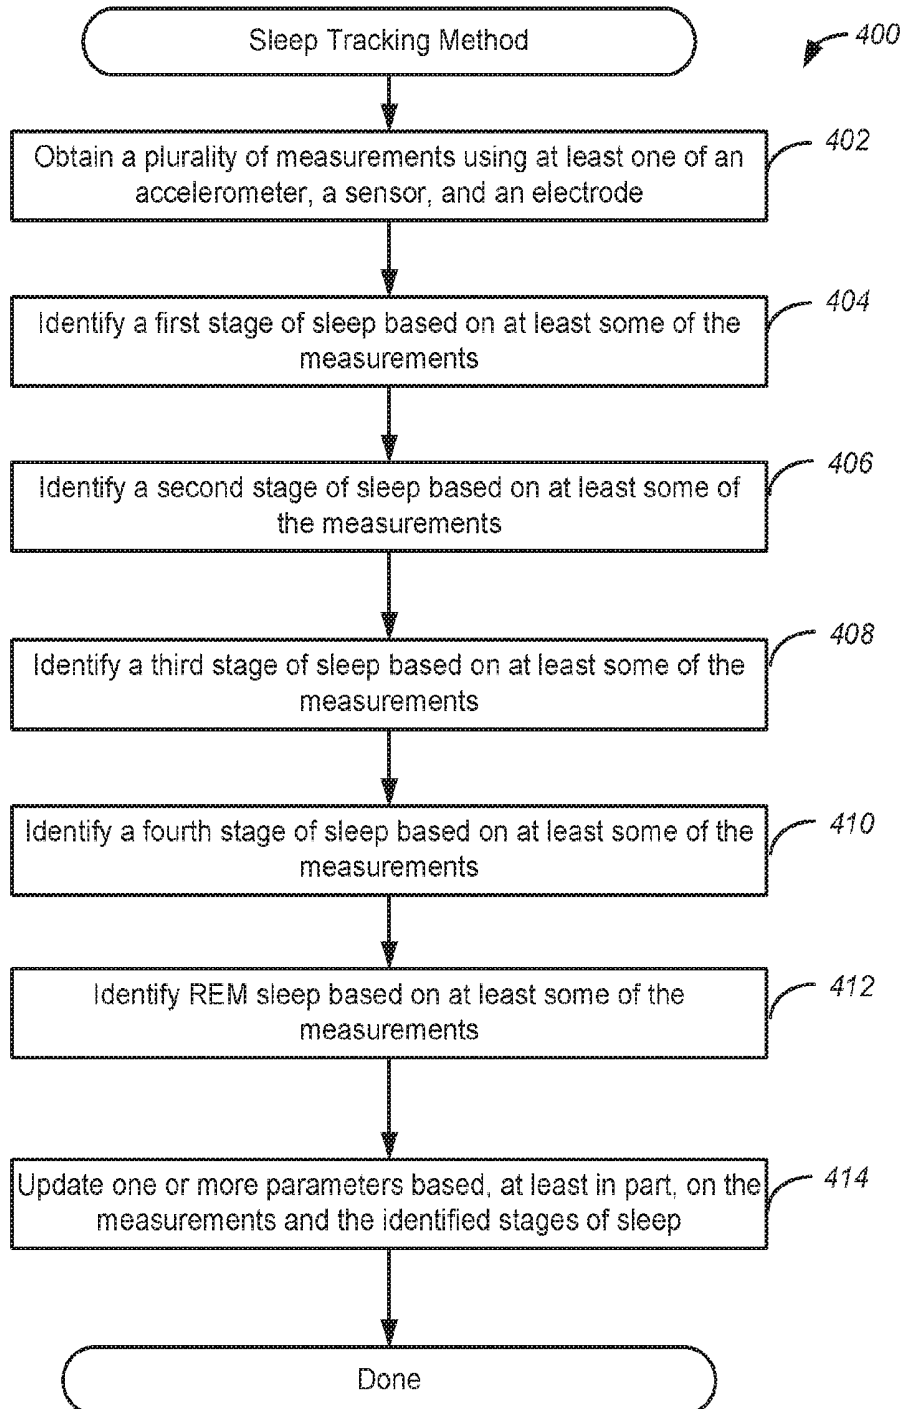 Sleep Tracking Method
400
Obtain a plurality of measurements using at least one of an
accelerometer, a sensor, and an electrode
402
Identify a first stage of sleep based on at least some of the
measurements
404
Identify a second stage of sleep based on at least some of
the measurements
406
Identify a third stage of sleep based on at least some of the
measurements
408
Identify a fourth stage of sleep based on at least some of the
measurements
410
Identify REM sleep based on at least some of the
measurements
412
Update one or more parameters based, at least in part, on the
measurements and the identified stages of sleep
414
Done